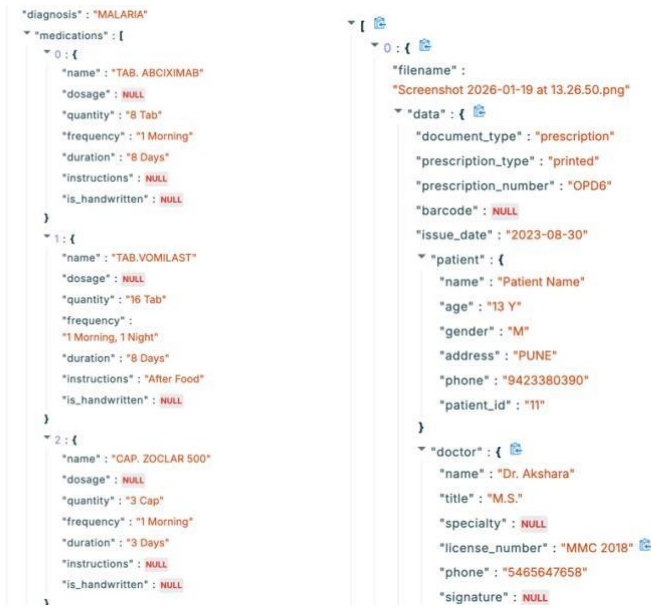 "diagnosis" : "MALARIA"
"medications" : [
0 : {
"name" : "TAB. ABCIXIMAB"
"dosage" : NULL
"quantity" : "8 Tab"
"frequency" : "1 Morning"
"duration" : "8 Days"
"instructions" : NULL
"is_handwritten" : NULL
}
1 : {
"name" : "TAB.VOMILAST"
"dosage" : NULL
"quantity" : "16 Tab"
"frequency" :
"1 Morning, 1 Night"
"duration" : "8 Days"
"instructions" : "After Food"
"is_handwritten" : NULL
}
2 : {
"name" : "CAP. ZOCLAR 500"
"dosage" : NULL
"quantity" : "3 Cap"
"frequency" : "1 Morning"
"duration" : "3 Days"
"instructions" : NULL
"is_handwritten" : NULL
}
[
0 : {
"filename" :
"Screenshot 2026-01-19 at 13.26.50.png"
"data" : {
"document_type" : "prescription"
"prescription_type" : "printed"
"prescription_number" : "OPD6"
"barcode" : NULL
"issue_date" : "2023-08-30"
"patient" : {
"name" : "Patient Name"
"age" : "13 Y"
"gender" : "M"
"address" : "PUNE"
"phone" : "9423380390"
"patient_id" : "11"
}
"doctor" : {
"name" : "Dr. Akshara"
"title" : "M.S."
"specialty" : NULL
"license_number" : "MMC 2018"
"phone" : "5465647658"
"signature" : NULL